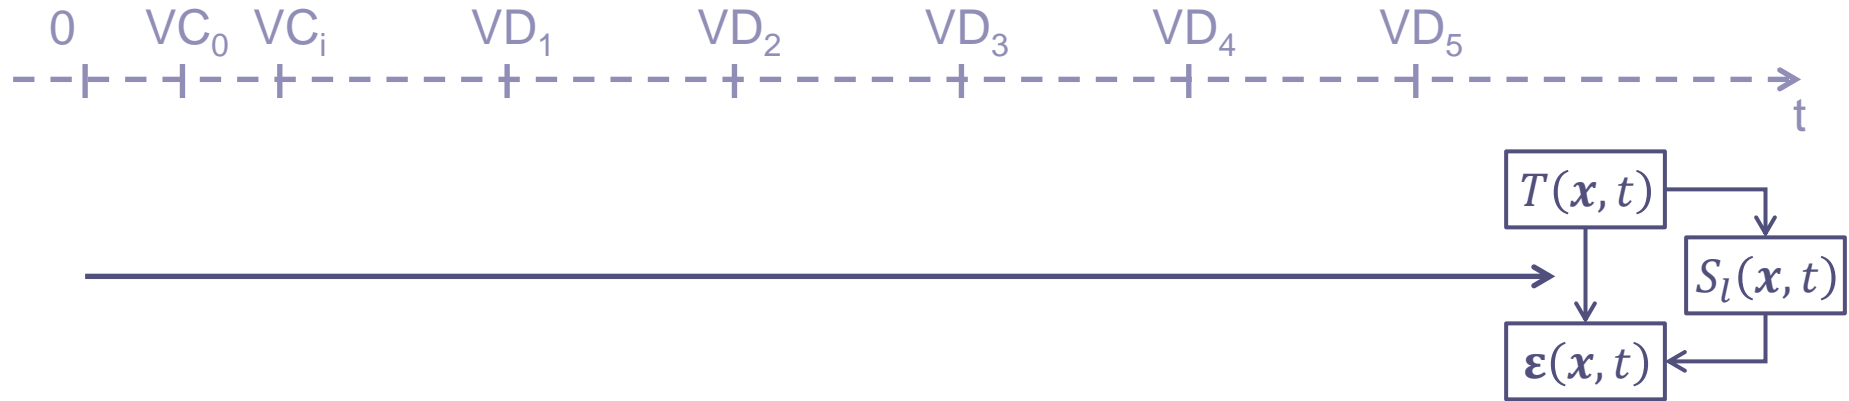 0 VC₀ VCᵢ VD₁ VD₂ VD₃ VD₄ VD₅
t
T(x, t)
Sₗ(x, t)
ε(x, t)